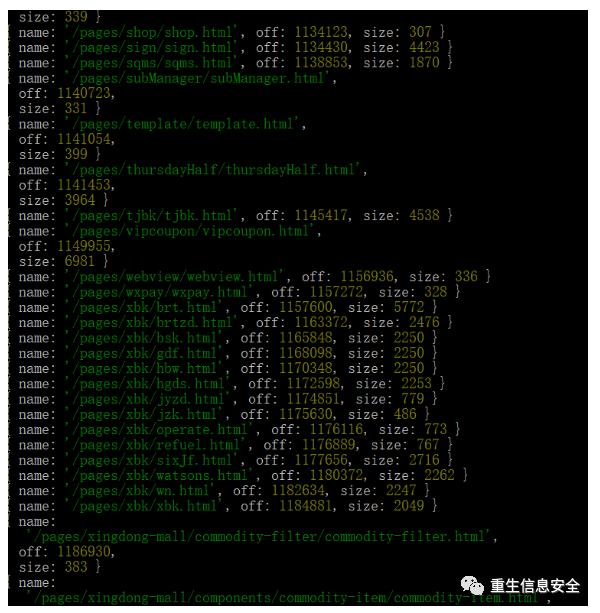 size: 339 }
{ name: '/pages/shop/shop.html', off: 1134123, size: 307 }
{ name: '/pages/sign/sign.html', off: 1134430, size: 4423 }
{ name: '/pages/sqms/sqms.html', off: 1138853, size: 1870 }
{ name: '/pages/subManager/subManager.html',
off: 1140723,
size: 331 }
{ name: '/pages/template/template.html',
off: 1141054,
size: 399 }
{ name: '/pages/thursdayHalf/thursdayHalf.html',
off: 1141453,
size: 3964 }
{ name: '/pages/tjbk/tjbk.html', off: 1145417, size: 4538 }
{ name: '/pages/vipcoupon/vipcoupon.html',
off: 1149955,
size: 6981 }
{ name: '/pages/webview/webview.html', off: 1156936, size: 336 }
{ name: '/pages/wxpay/wxpay.html', off: 1157272, size: 328 }
{ name: '/pages/xbk/brt.html', off: 1157600, size: 5772 }
{ name: '/pages/xbk/brtzd.html', off: 1163372, size: 2476 }
{ name: '/pages/xbk/bsk.html', off: 1165848, size: 2250 }
{ name: '/pages/xbk/gdf.html', off: 1168098, size: 2250 }
{ name: '/pages/xbk/hbw.html', off: 1170348, size: 2250 }
{ name: '/pages/xbk/hgds.html', off: 1172598, size: 2253 }
{ name: '/pages/xbk/jyzd.html', off: 1174851, size: 779 }
{ name: '/pages/xbk/jzk.html', off: 1175630, size: 486 }
{ name: '/pages/xbk/operate.html', off: 1176116, size: 773 }
{ name: '/pages/xbk/refuel.html', off: 1176889, size: 767 }
{ name: '/pages/xbk/sixJf.html', off: 1177656, size: 2716 }
{ name: '/pages/xbk/watsons.html', off: 1180372, size: 2262 }
{ name: '/pages/xbk/wn.html', off: 1182634, size: 2247 }
{ name: '/pages/xbk/xbk.html', off: 1184881, size: 2049 }
{ name:
'/pages/xingdong-mall/commodity-filter/commodity-filter.html',
off: 1186930,
size: 383 }
{ name:
'/pages/xingdong-mall/components/commodity-item/commodity-item.html',
重生信息安全